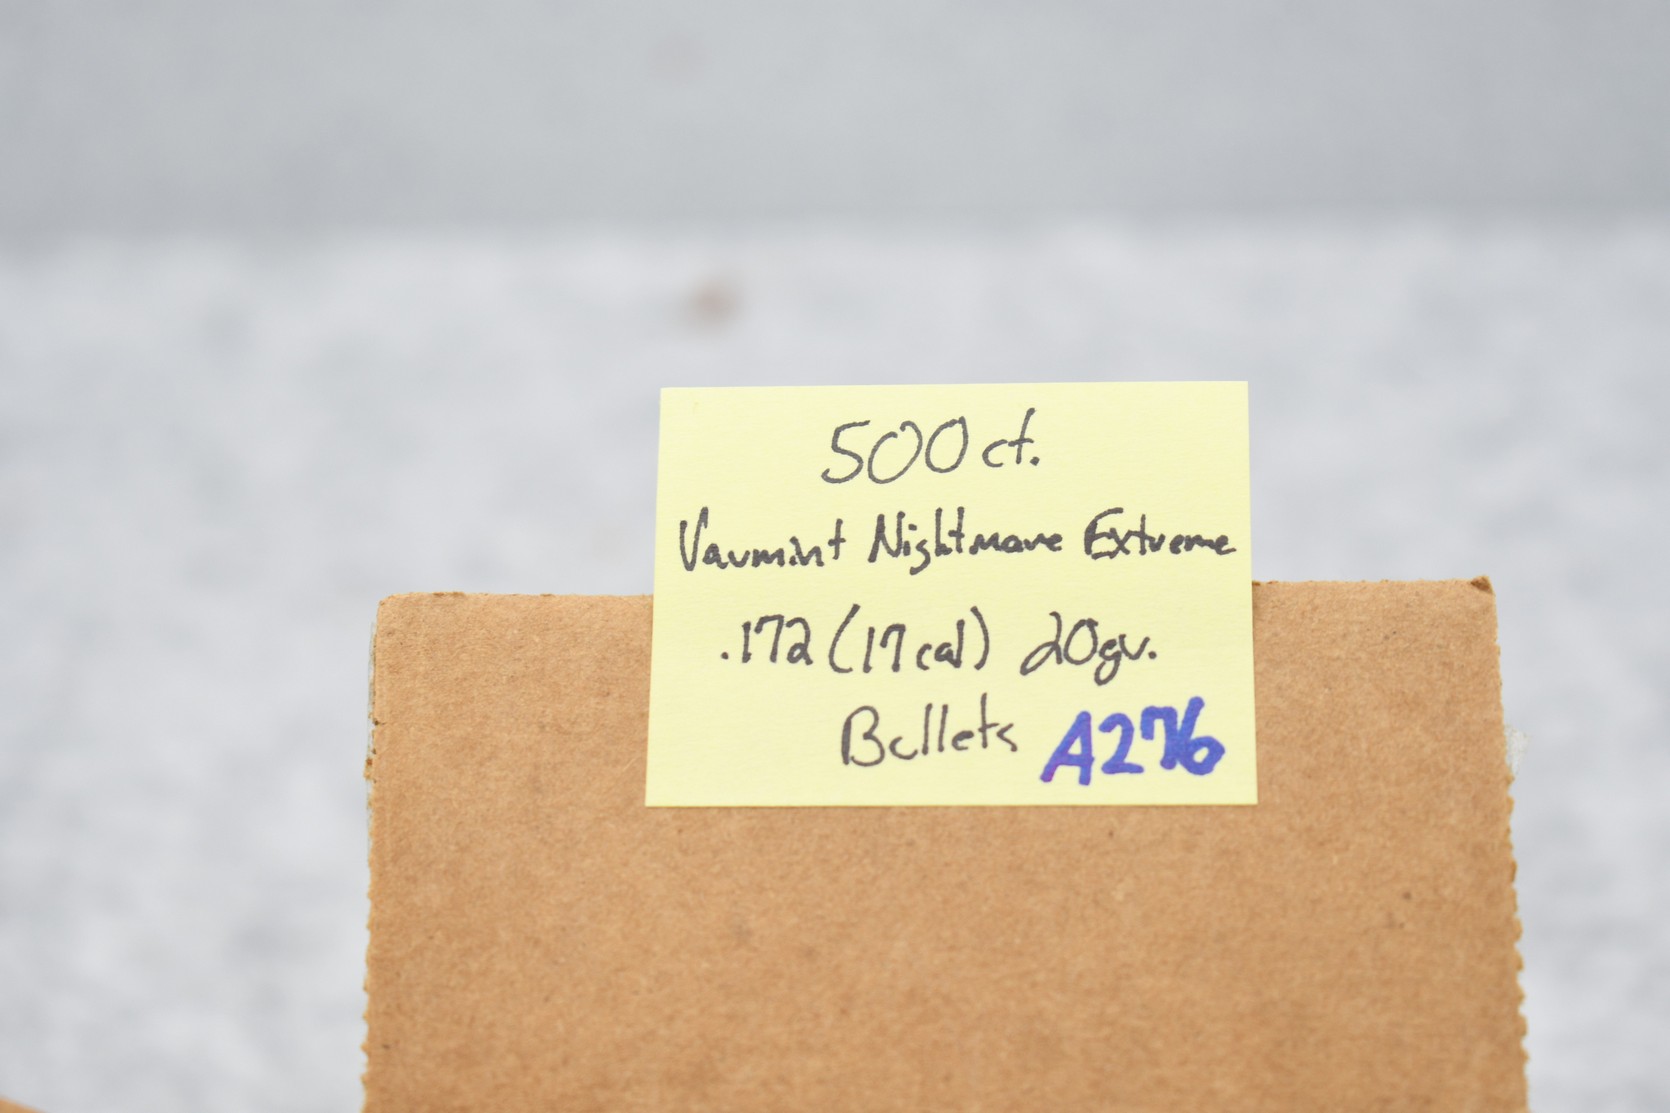 500 ct.
Varmint Nightmare Extreme
.172 (17 cal) 20gr.
Bullets A276